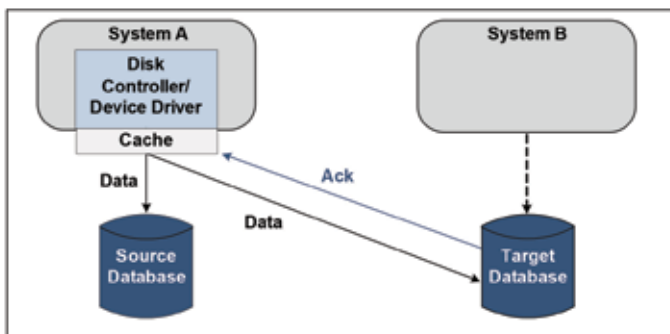 System A
System B
Disk
Controller/
Device Driver
Cache
Data
Ack
Data
Source
Database
Target
Database